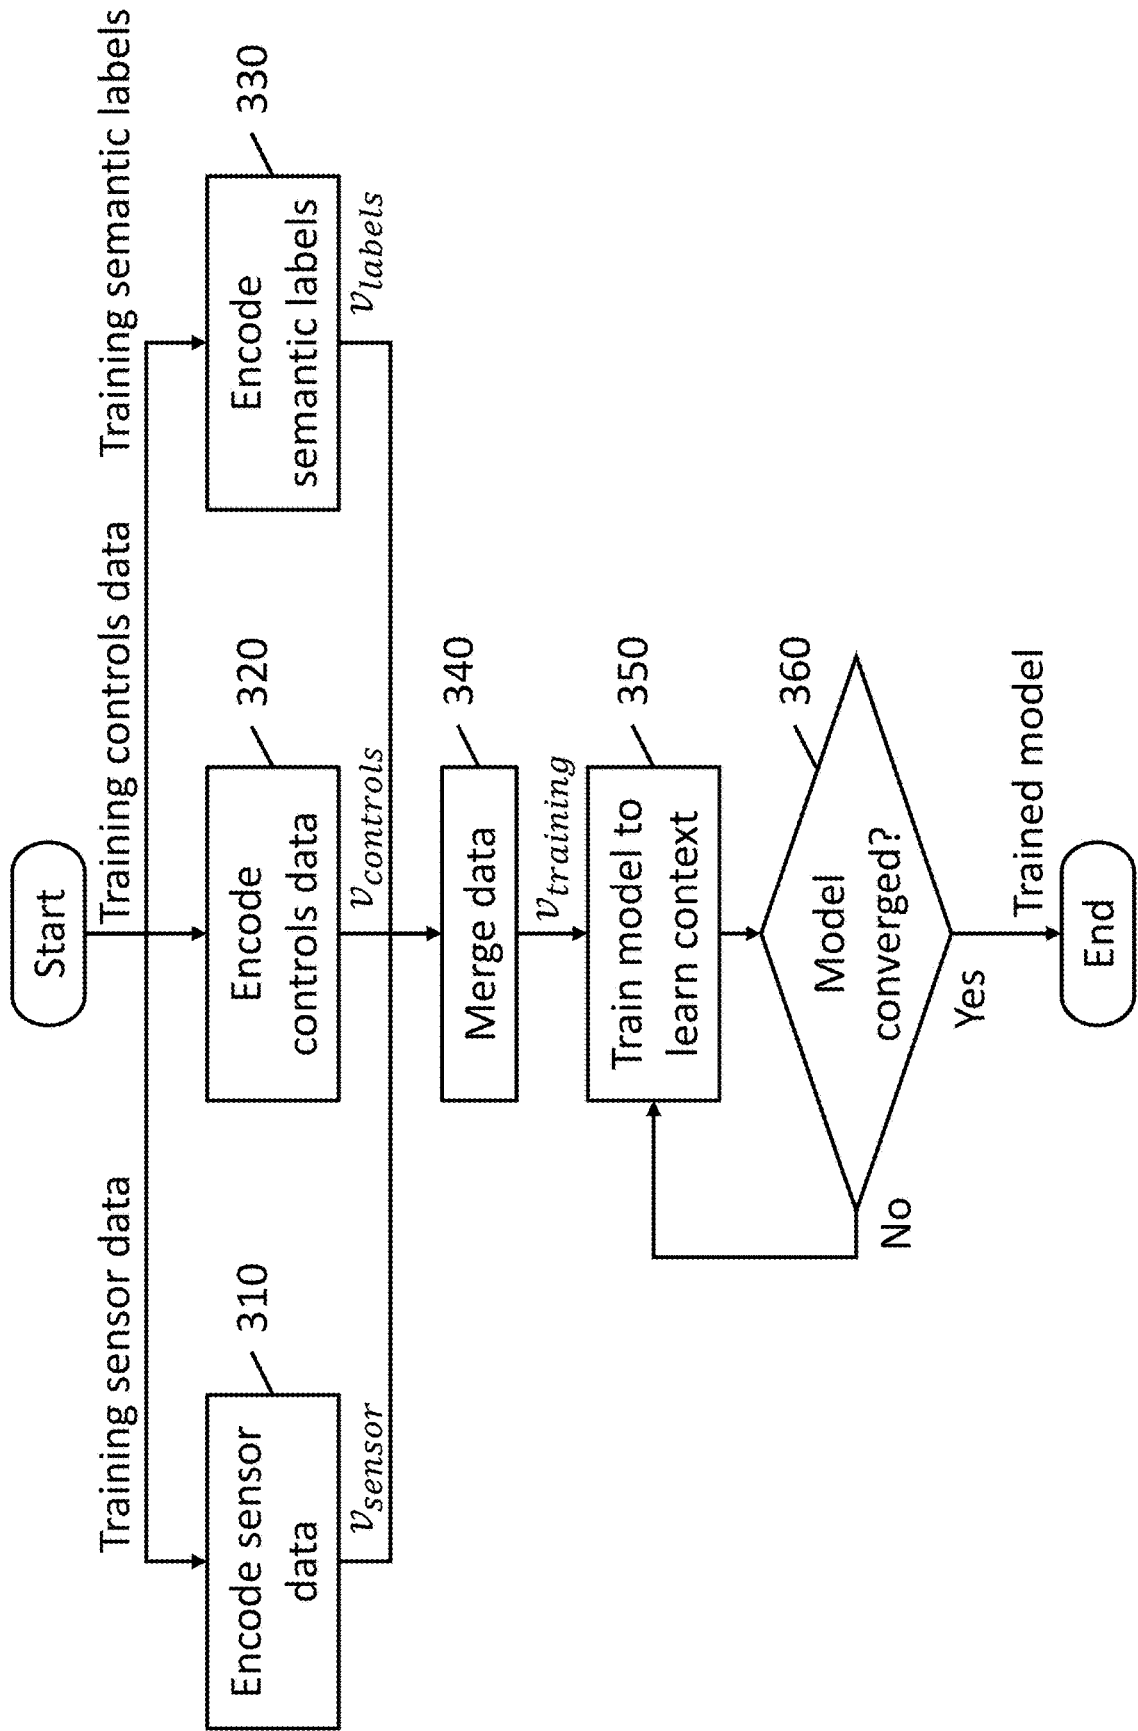 Start
Training sensor data
Training controls data
Training semantic labels
Encode sensor
data
310
Encode
controls data
320
Encode
semantic labels
330
v_sensor
v_controls
v_labels
Merge data
340
v_training
Train model to
learn context
350
Model
converged?
360
No
Yes
Trained model
End